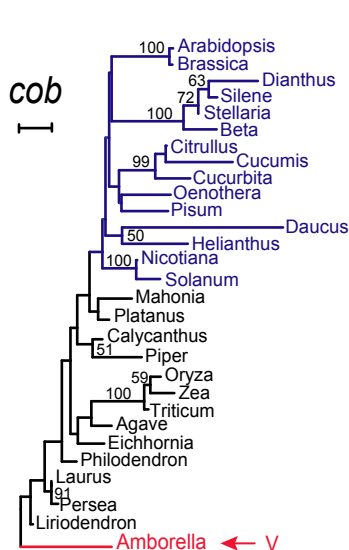 cob
100 Arabidopsis
Brassica
63 Dianthus
72 Silene
Stellaria
100
Beta
Citrullus
99 Cucumis
Cucurbita
Oenothera
Pisum
Daucus
50 Helianthus
100 Nicotiana
Solanum
Mahonia
Platanus
Calycanthus
51 Piper
59 Oryza
100 Zea
Triticum
Agave
Eichhornia
Philodendron
Laurus
91
Persea
Liriodendron
Amborella V